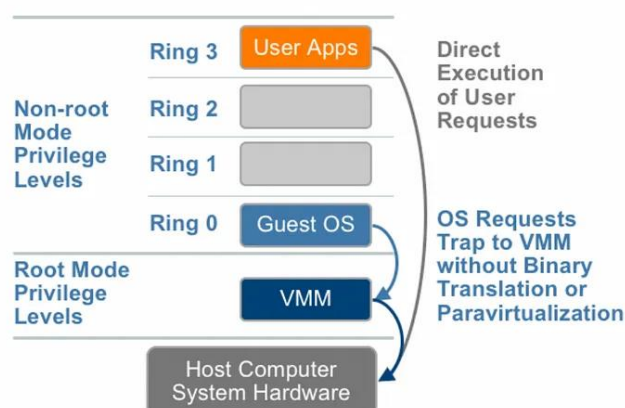 Ring 3
User Apps
Direct
Execution
of User
Requests
Non-root
Mode
Privilege
Levels
Ring 2
Ring 1
Ring 0
Guest OS
OS Requests
Trap to VMM
without Binary
Translation or
Paravirtualization
Root Mode
Privilege
Levels
VMM
Host Computer
System Hardware